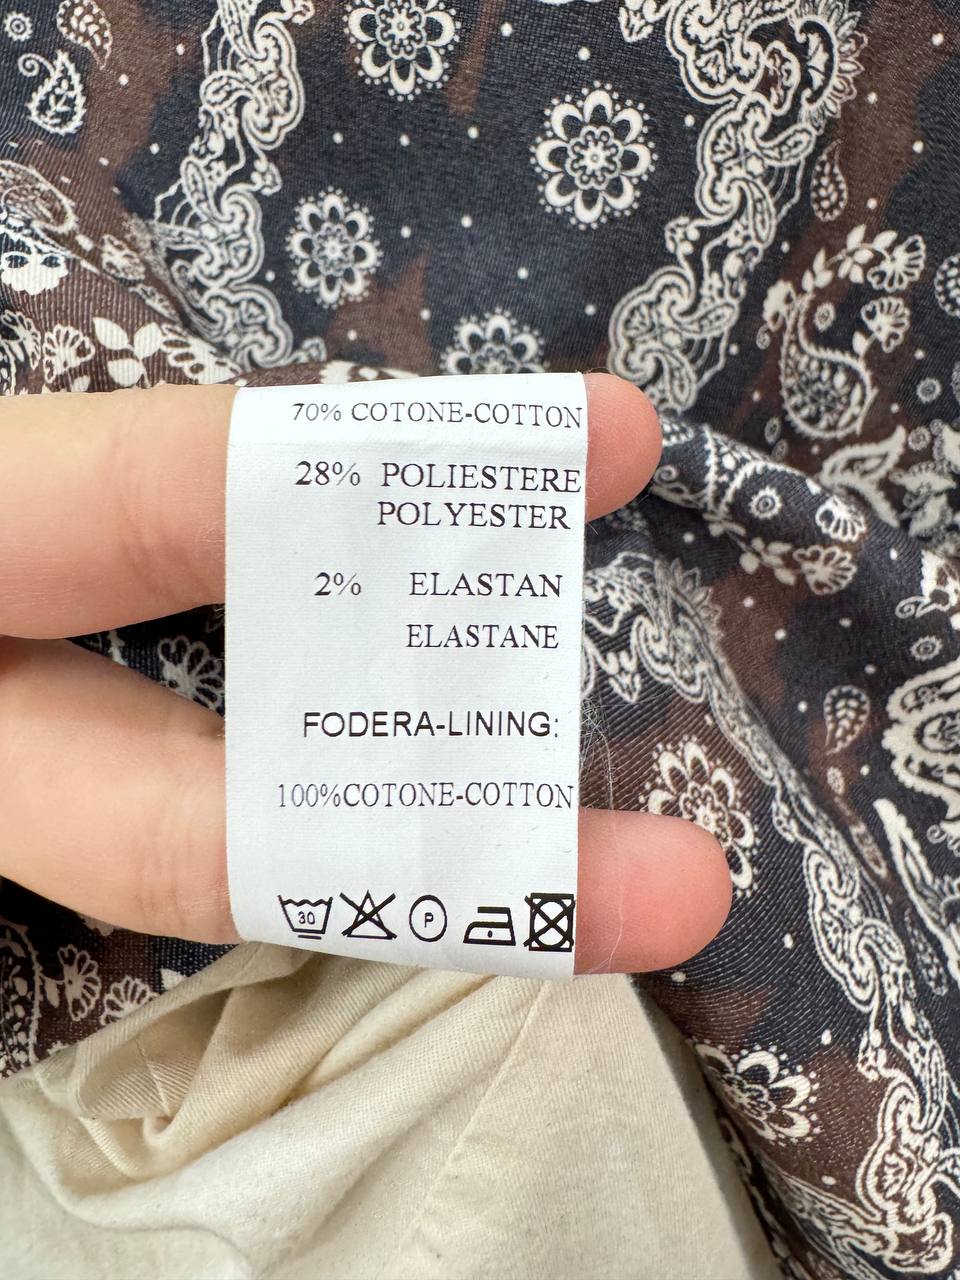 70% COTONE-COTTON
28% POLIESTERE
POLYESTER
2% ELASTAN
ELASTANE
FODERA-LINING:
100%COTONE-COTTON
30 P